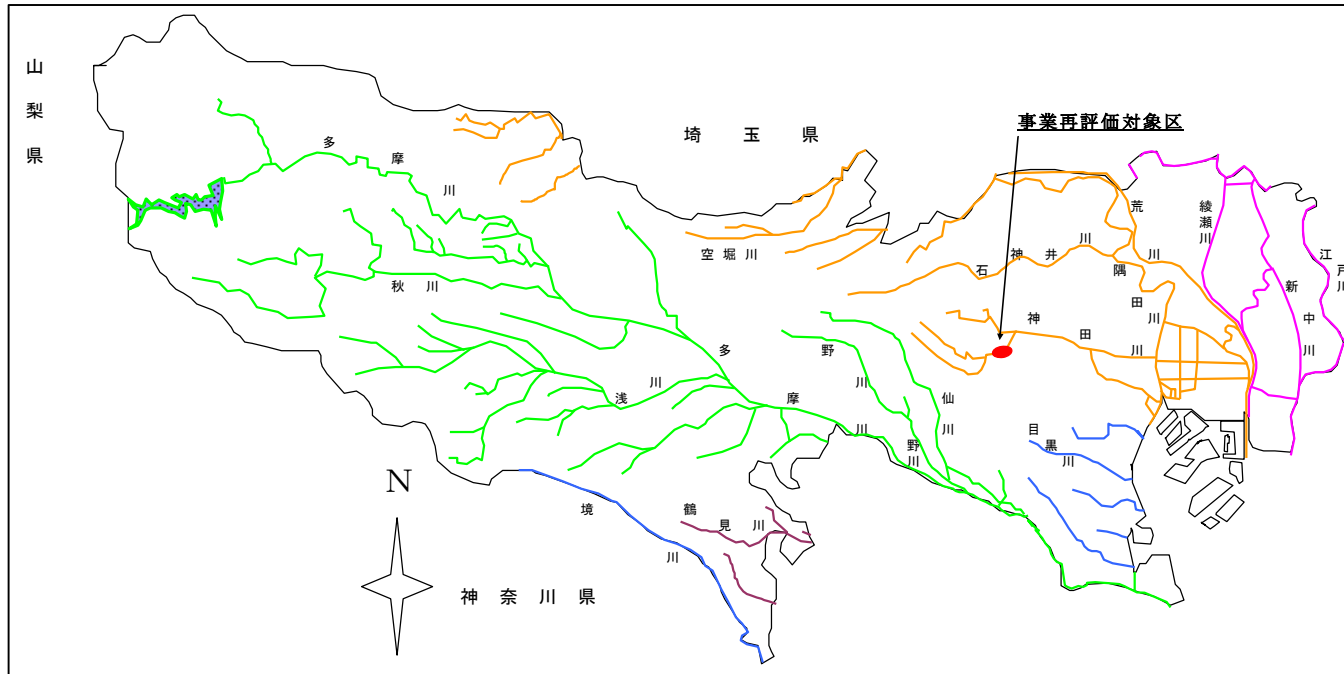 山梨県
埼玉県
事業再評価対象区
多摩川
荒川
綾瀬川
江戸川
空堀川
石神井川
隅田川
新中川
秋川
神田川
多摩川
野川
仙川
浅川
野川
目黒川
N
境川
鶴見川
神奈川県